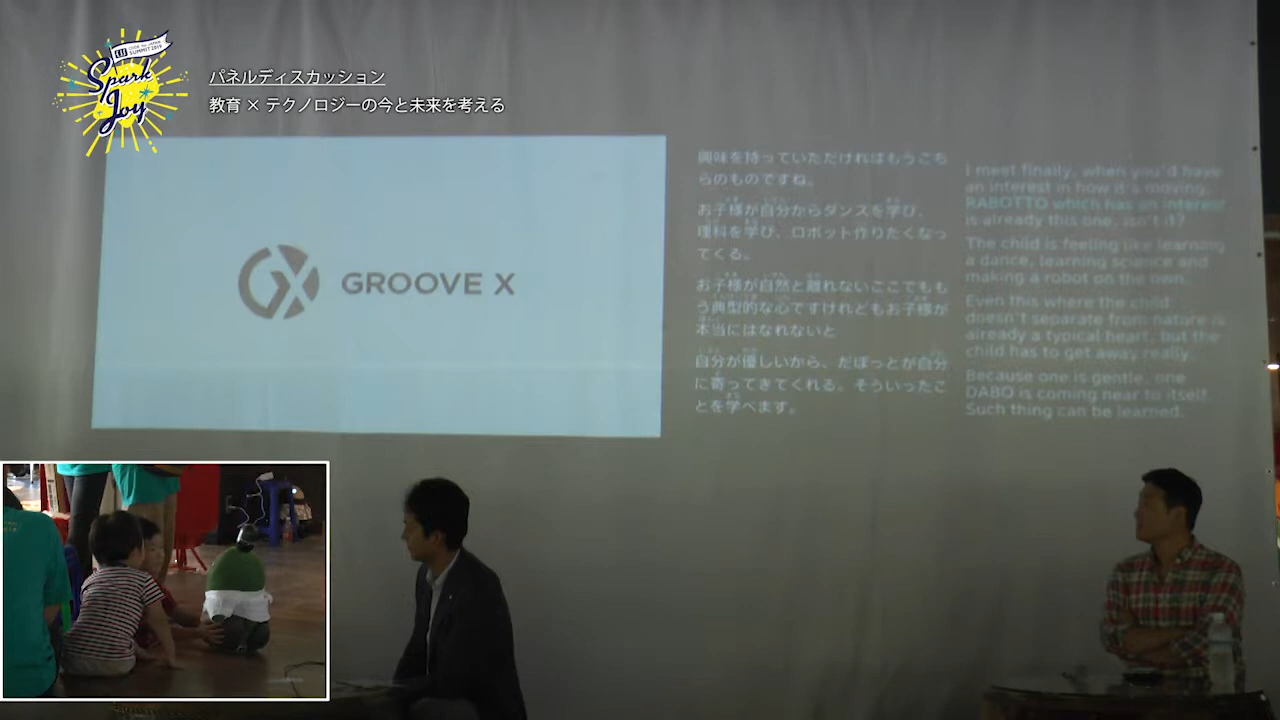 CODE for JAPAN
SUMMIT 2019
Spark
Joy
パネルディスカッション
教育 × テクノロジーの今と未来を考える
GROOVE X
興味を持っていただければもうこち
らのものですね。
お子様が自分からダンスを学び、
理科を学び、ロボット作りたくなっ
てくる。
お子様が自然と離れないここでもも
う典型的な心ですけれどもお子様が
本当にはなれないと
自分が優しいから、だぼっとが自分
に寄ってきてくれる。そういったこ
とを学べます。
I meet finally, when you'd have
an interest in how it's moving,
RABOTTO which has an interest
is already this one, isn't it?
The child is feeling like learning
a dance, learning science and
making a robot on the own.
Even this where the child
doesn't separate from nature is
already a typical heart, but the
child has to get away really.
Because one is gentle, one
DABO is coming near to itself.
Such thing can be learned.